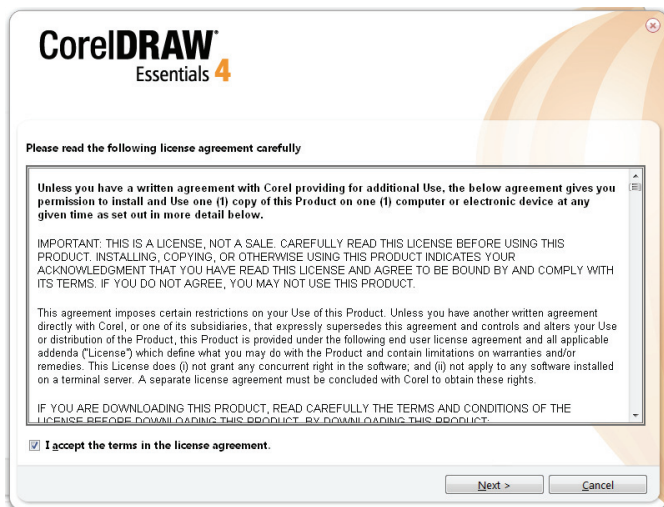 CorelDRAW®
Essentials 4
Please read the following license agreement carefully
Unless you have a written agreement with Corel providing for additional Use, the below agreement gives you
permission to install and Use one (1) copy of this Product on one (1) computer or electronic device at any
given time as set out in more detail below.
IMPORTANT: THIS IS A LICENSE, NOT A SALE. CAREFULLY READ THIS LICENSE BEFORE USING THIS
PRODUCT. INSTALLING, COPYING, OR OTHERWISE USING THIS PRODUCT INDICATES YOUR
ACKNOWLEDGMENT THAT YOU HAVE READ THIS LICENSE AND AGREE TO BE BOUND BY AND COMPLY WITH
ITS TERMS. IF YOU DO NOT AGREE, YOU MAY NOT USE THIS PRODUCT.
This agreement imposes certain restrictions on your Use of this Product. Unless you have another written agreement
directly with Corel, or one of its subsidiaries, that expressly supersedes this agreement and controls and alters your Use
or distribution of the Product, this Product is provided under the following end user license agreement and all applicable
addenda ("License") which define what you may do with the Product and contain limitations on warranties and/or
remedies. This License does (i) not grant any concurrent right in the software; and (ii) not apply to any software installed
on a terminal server. A separate license agreement must be concluded with Corel to obtain these rights.
IF YOU ARE DOWNLOADING THIS PRODUCT, READ CAREFULLY THE TERMS AND CONDITIONS OF THE
LICENSE BEFORE DOWNLOADING THIS PRODUCT. BY DOWNLOADING THIS PRODUCT:
I accept the terms in the license agreement.
Next >
Cancel